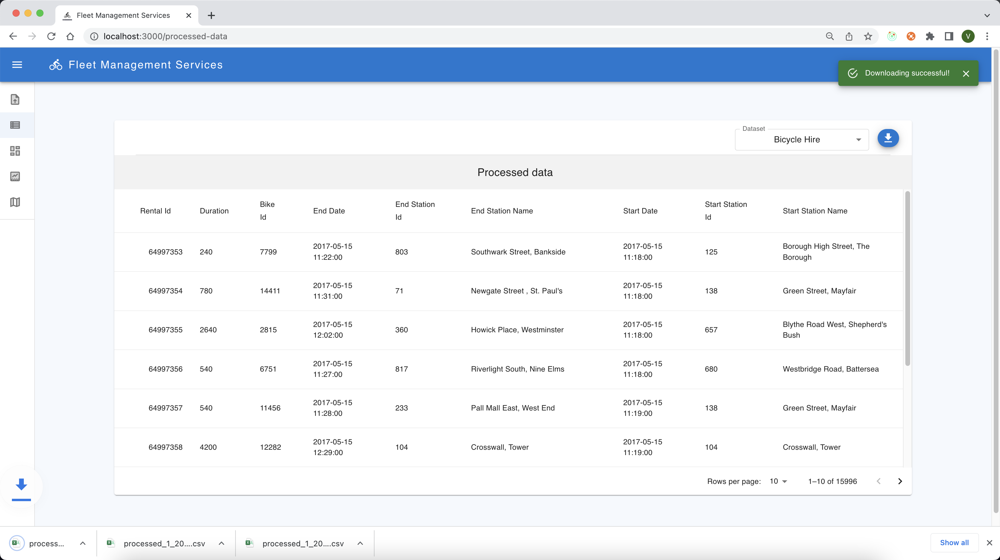 Fleet Management Services
localhost:3000/processed-data
V
Fleet Management Services
Downloading successful!
Dataset
Bicycle Hire
Processed data
Rental Id Duration Bike Id End Date End Station Id End Station Name Start Date Start Station Id Start Station Name
64997353 240 7799 2017-05-15 11:22:00 803 Southwark Street, Bankside 2017-05-15 11:18:00 125 Borough High Street, The Borough
64997354 780 14411 2017-05-15 11:31:00 71 Newgate Street , St. Paul's 2017-05-15 11:18:00 138 Green Street, Mayfair
64997355 2640 2815 2017-05-15 12:02:00 360 Howick Place, Westminster 2017-05-15 11:18:00 657 Blythe Road West, Shepherd's Bush
64997356 540 6751 2017-05-15 11:27:00 817 Riverlight South, Nine Elms 2017-05-15 11:18:00 680 Westbridge Road, Battersea
64997357 540 11456 2017-05-15 11:28:00 233 Pall Mall East, West End 2017-05-15 11:19:00 138 Green Street, Mayfair
64997358 4200 12282 2017-05-15 12:29:00 104 Crosswall, Tower 2017-05-15 11:19:00 104 Crosswall, Tower
Rows per page: 10 1–10 of 15996
process... processed_1_20....csv processed_1_20....csv Show all